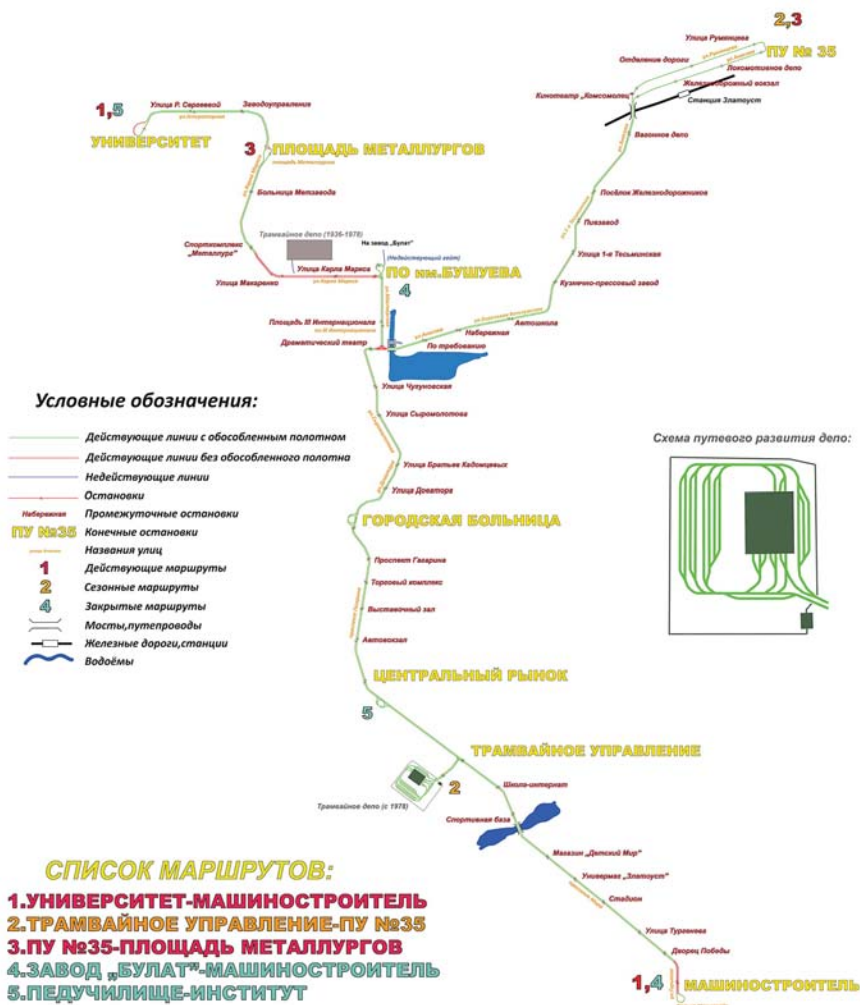 2,3
Улица Румянцева
ПУ № 35
Отделение дороги
Локомотивное депо
Железнодорожный вокзал
Кинотеатр „Комсомолец"
Станция Златоуст
1,5
Улица Р. Сергеевой
Заводоуправление
УНИВЕРСИТЕТ
3 ПЛОЩАДЬ МЕТАЛЛУРГОВ
площадь Металлургов
Вагонное депо
Больница Метзавода
Посёлок Железнодорожников
Пивзавод
Трамвайное депо (1936-1978)
На завод „Булат"
(Недействующий гейт)
Спорткомплекс
„Металлург"
Улица 1-я Тесьминская
Улица Карла Маркса
ПО им.БУШУЕВА
4
Улица Макаренко
ул.Карла Маркса
Кузнечно-прессовый завод
Площадь III Интернационала
Автошкола
Набережная
Драматический театр
По требованию
Улица Чугуновская
Условные обозначения:
Улица Сыромолотова
Действующие линии с обособленным полотном
Действующие линии без обособленного полотна
Недействующие линии
Остановки
Набережная Промежуточные остановки
ПУ №35 Конечные остановки
Названия улиц
1 Действующие маршруты
2 Сезонные маршруты
4 Закрытые маршруты
Мосты,путепроводы
Железные дороги,станции
Водоёмы
Схема путевого развития депо:
Улица Братьев Кадомцевых
Улица Доватора
ГОРОДСКАЯ БОЛЬНИЦА
Проспект Гагарина
Торговый комплекс
Выставочный зал
Автовокзал
ЦЕНТРАЛЬНЫЙ РЫНОК
5
ТРАМВАЙНОЕ УПРАВЛЕНИЕ
2
Трамвайное депо (с 1978)
Школа-интернат
Спортивная база
Магазин „Детский Мир"
Универмаг „Златоуст"
Стадион
Улица Тургенева
Дворец Победы
1,4 МАШИНОСТРОИТЕЛЬ
СПИСОК МАРШРУТОВ:
1.УНИВЕРСИТЕТ-МАШИНОСТРОИТЕЛЬ
2.ТРАМВАЙНОЕ УПРАВЛЕНИЕ-ПУ №35
3.ПУ №35-ПЛОЩАДЬ МЕТАЛЛУРГОВ
4.ЗАВОД „БУЛАТ"-МАШИНОСТРОИТЕЛЬ
5.ПЕДУЧИЛИЩЕ-ИНСТИТУТ